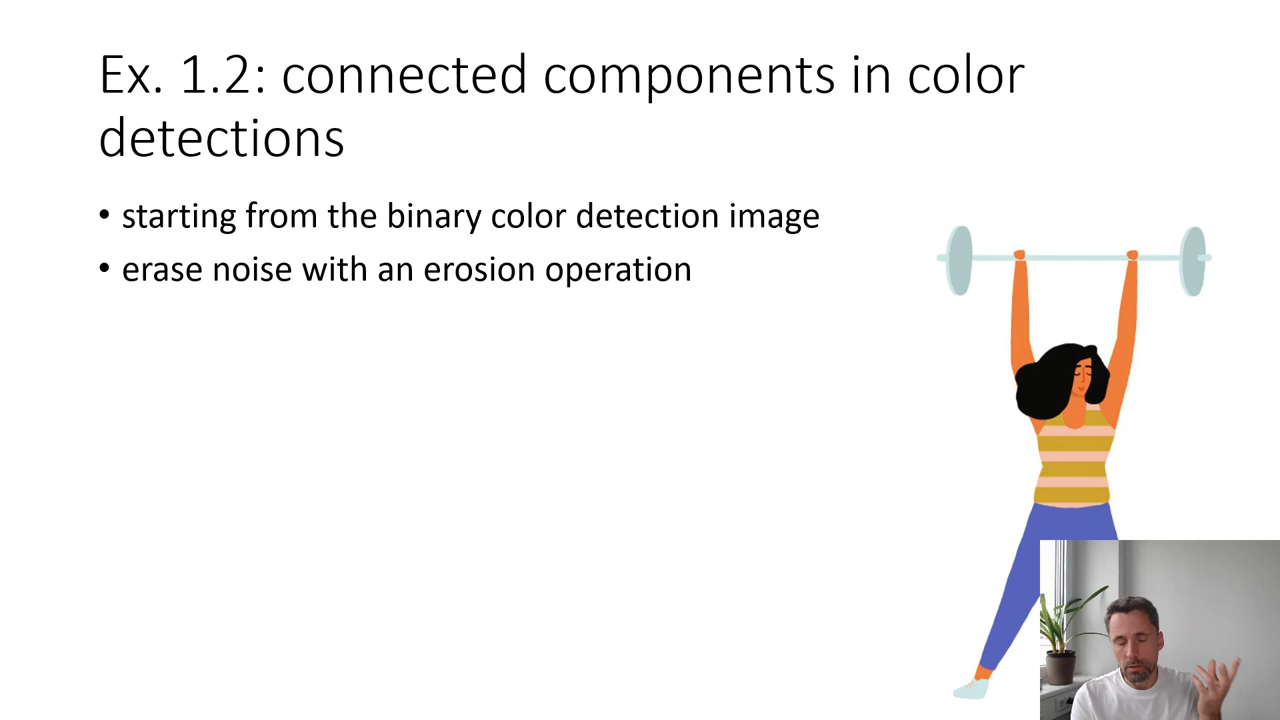 Ex. 1.2: connected components in color
detections
• starting from the binary color detection image
• erase noise with an erosion operation